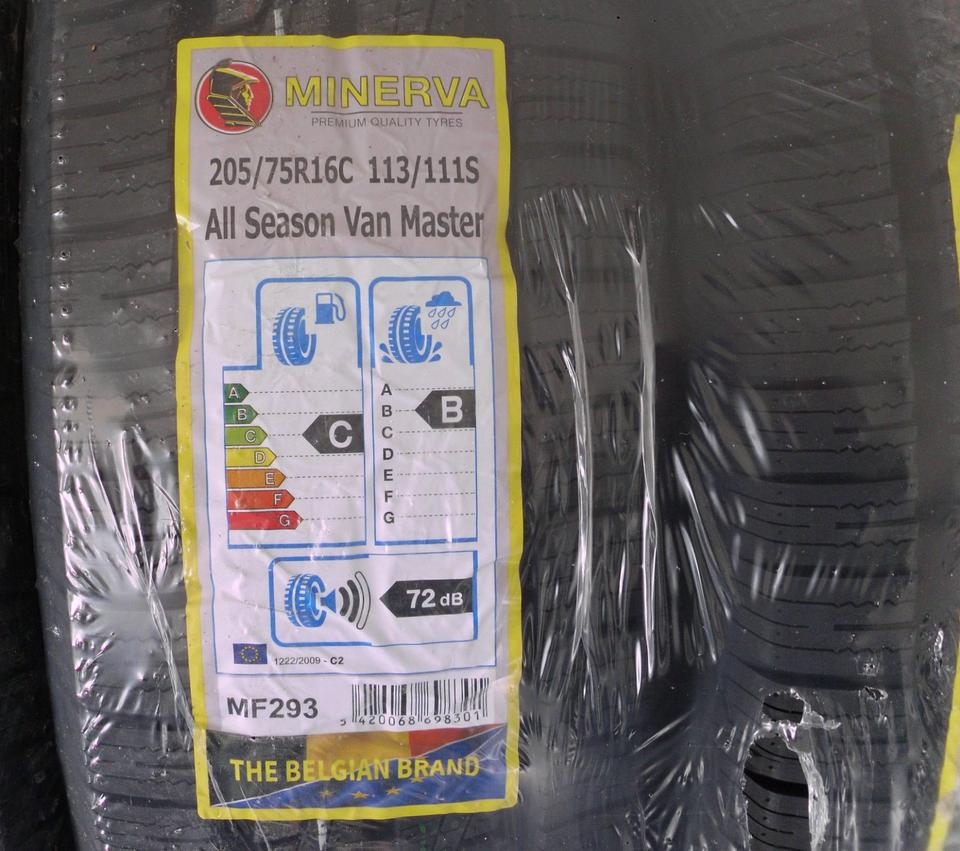 MINERVA
PREMIUM QUALITY TYRES
205/75R16C 113/111S
All Season Van Master
A
B
C
D
E
F
G
C
A
B
C
D
E
F
G
B
72 dB
1222/2009 - C2
MF293
5 420068 698301
THE BELGIAN BRAND